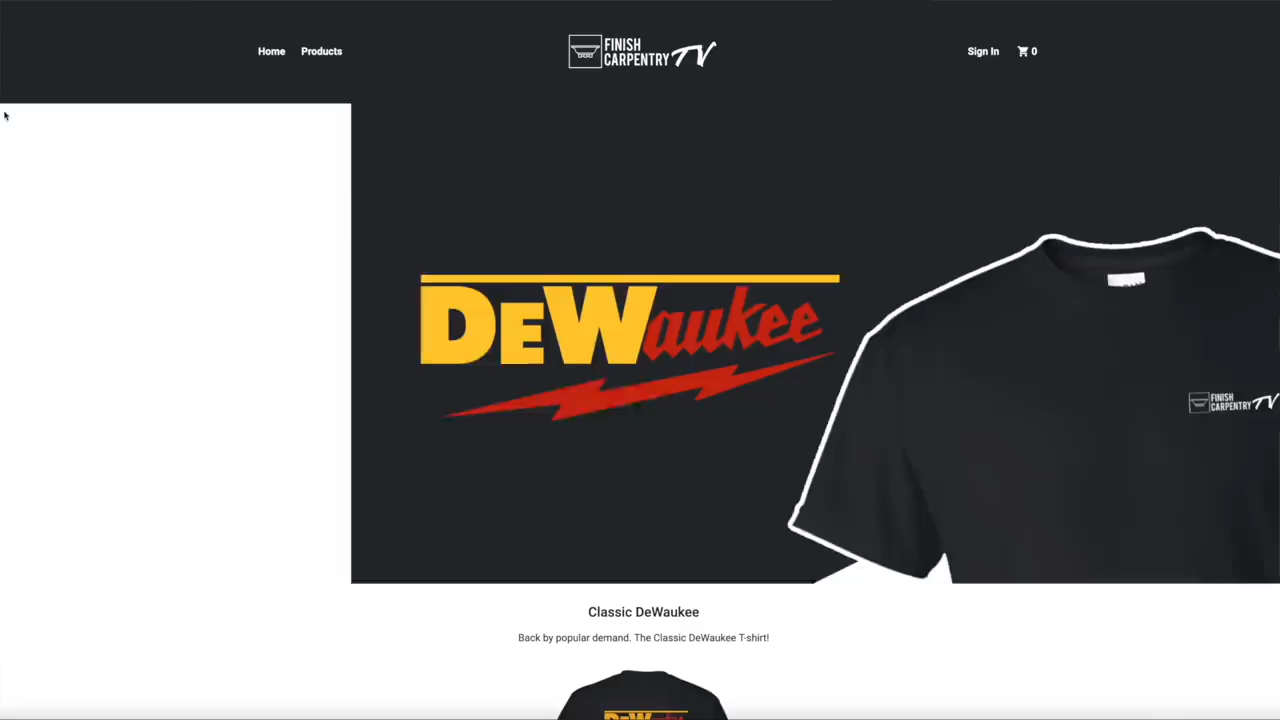 Home Products
FINISH
CARPENTRY TV
Sign In 0
DeWaukee
FINISH
CARPENTRY TV
Classic DeWaukee
Back by popular demand. The Classic DeWaukee T-shirt!